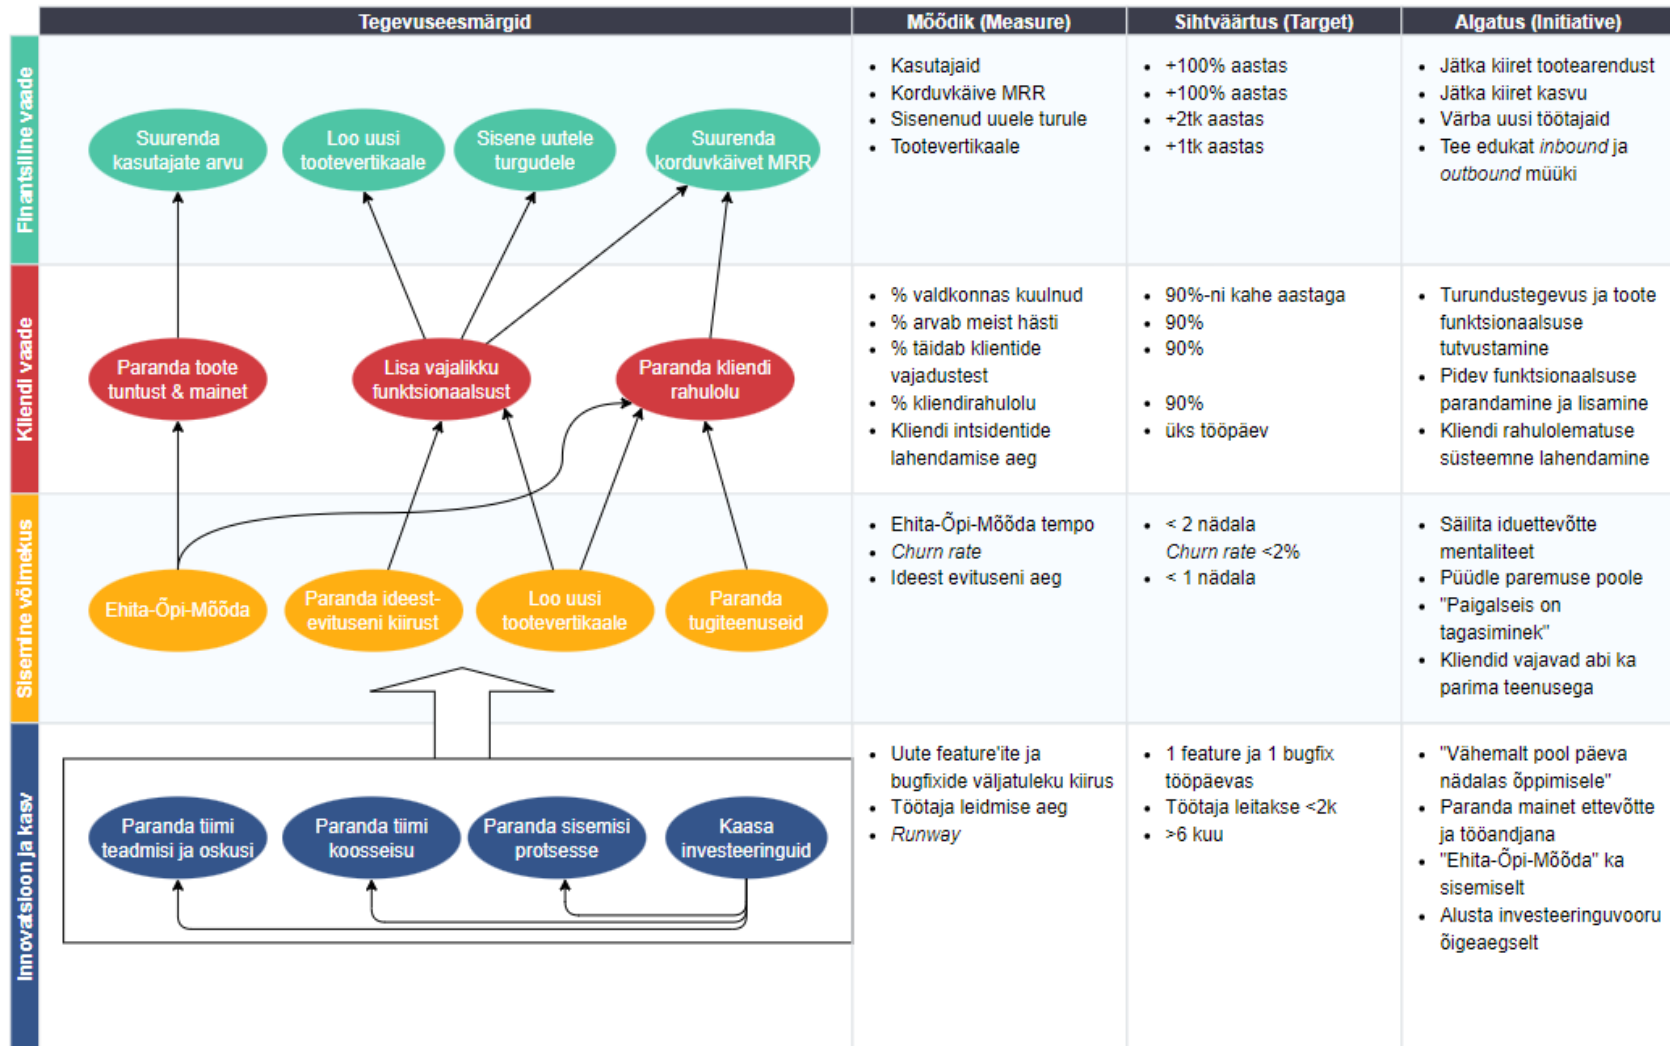 Tegevuseesmärgid
Mõõdik (Measure)
Sihtväärtus (Target)
Algatus (Initiative)
Finantsiline vaade
Suurenda
kasutajate arvu
Loo uusi
tootevertikaale
Sisene uutele
turgudele
Suurenda
korduvkäivet MRR
• Kasutajaid
• Korduvkäive MRR
• Sisenenud uuele turule
• Tootevertikaale
• +100% aastas
• +100% aastas
• +2tk aastas
• +1tk aastas
• Jätka kiiret tootearendust
• Jätka kiiret kasvu
• Värba uusi töötajaid
• Tee edukat inbound ja
outbound müüki
Kliendi vaade
Paranda toote
tuntust & mainet
Lisa vajalikku
funktsionaalsust
Paranda kliendi
rahulolu
• % valdkonnas kuulnud
• % arvab meist hästi
• % täidab klientide
vajadustest
• % kliendirahulolu
• Kliendi intsidentide
lahendamise aeg
• 90%-ni kahe aastaga
• 90%
• 90%
• 90%
• üks tööpäev
• Turundustegevus ja toote
funktsionaalsuse
tutvustamine
• Pidev funktsionaalsuse
parandamine ja lisamine
• Kliendi rahulolematuse
süsteemne lahendamine
Sisemine võimekus
Ehita-Õpi-Mõõda
Paranda ideest-
evituseni kiirust
Loo uusi
tootevertikaale
Paranda
tugiteenuseid
• Ehita-Õpi-Mõõda tempo
• Churn rate
• Ideest evituseni aeg
• < 2 nädala
Churn rate <2%
• < 1 nädala
• Säilita iduettevõtte
mentaliteet
• Püüdle paremuse poole
• "Paigalseis on
tagasiminek"
• Kliendid vajavad abi ka
parima teenusega
Innovatsioon ja kasv
Paranda tiimi
teadmisi ja oskusi
Paranda tiimi
koosseisu
Paranda sisemisi
protsesse
Kaasa
investeeringuid
• Uute feature'ite ja
bugfixide väljatuleku kiirus
• Töötaja leidmise aeg
• Runway
• 1 feature ja 1 bugfix
tööpäevas
• Töötaja leitakse <2k
• >6 kuu
• "Vähemalt pool päeva
nädalas õppimisele"
• Paranda mainet ettevõtte
ja tööandjana
• "Ehita-Õpi-Mõõda" ka
sisemiselt
• Alusta investeeringuvooru
õigeaegselt